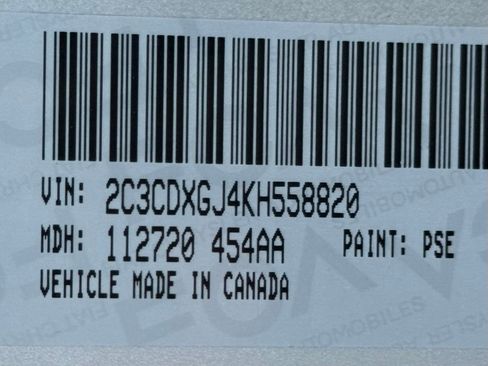 VIN: 2C3CDXGJ4KH558820
MDH: 112720 454AA PAINT: PSE
VEHICLE MADE IN CANADA